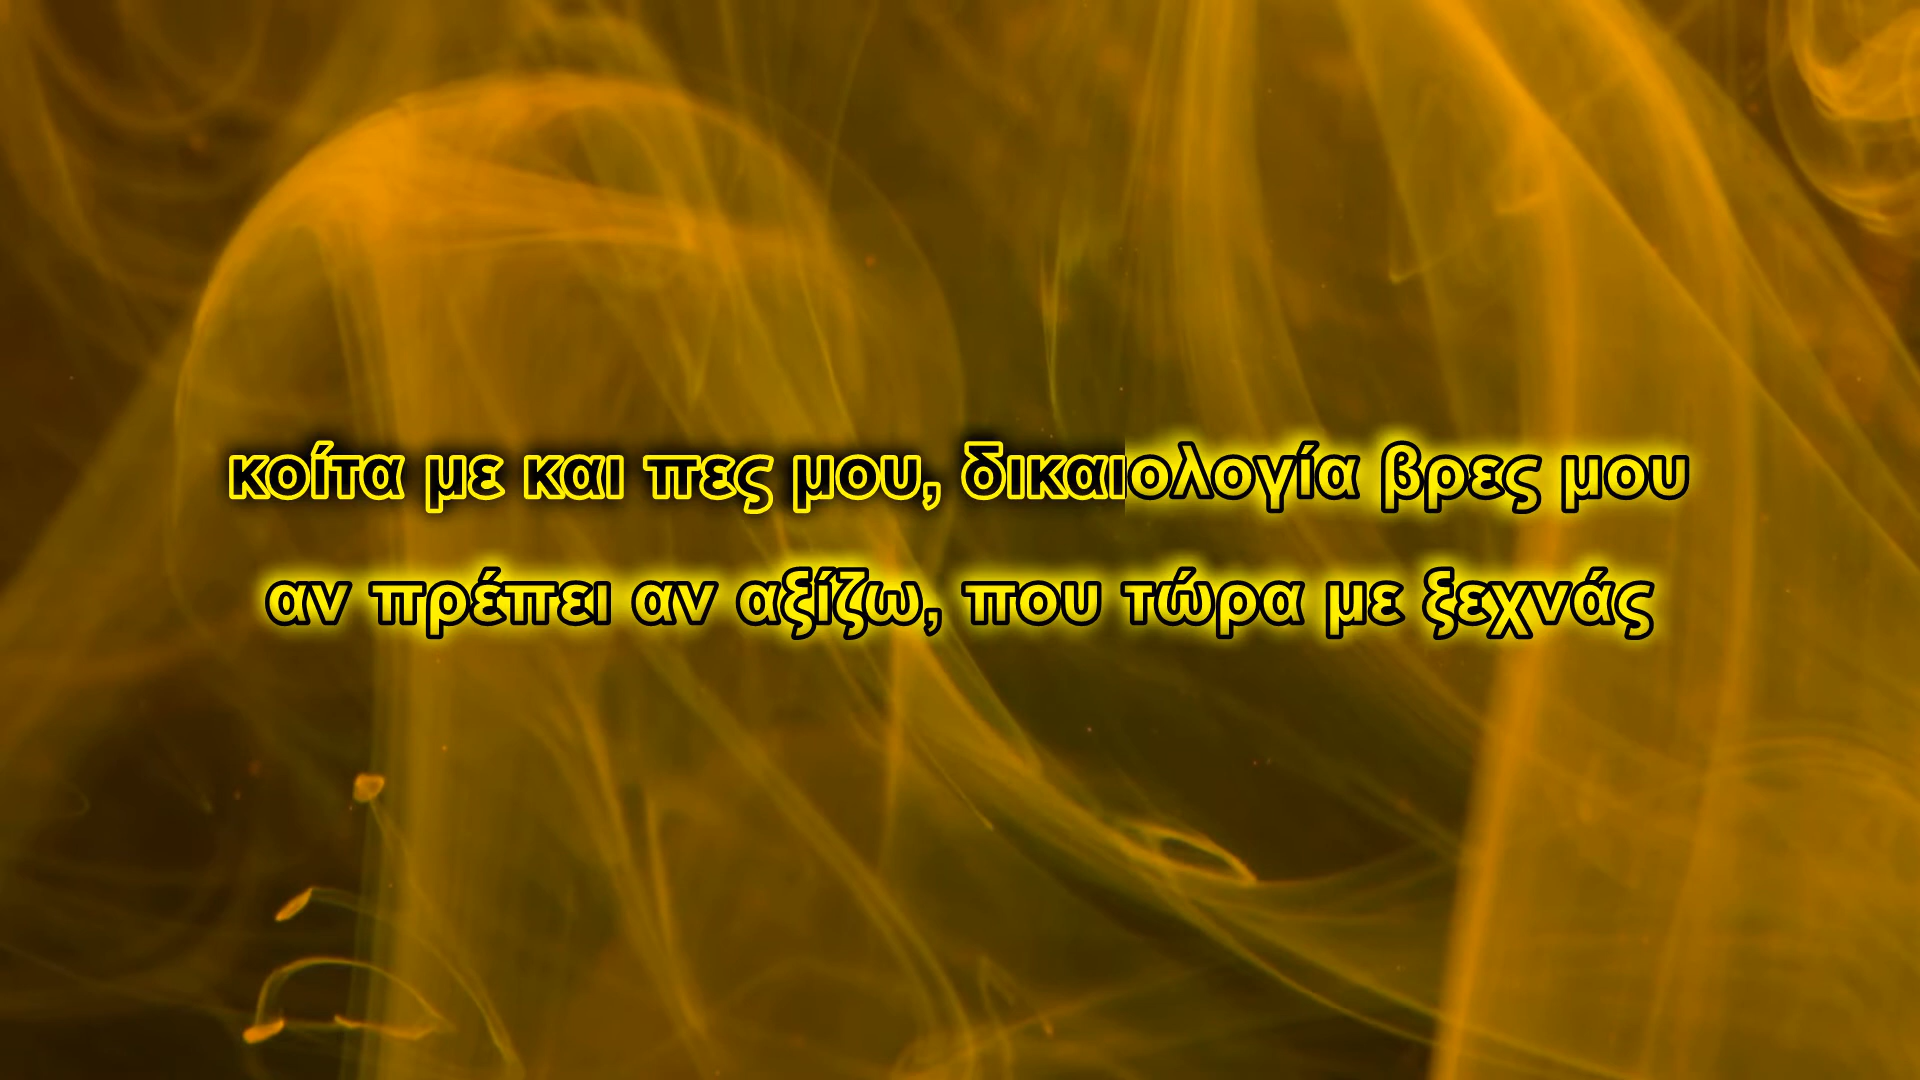 κοίτα με και πες μου, δικαιολογία βρες μου
αν πρέπει αν αξίζω, που τώρα με ξεχνάς